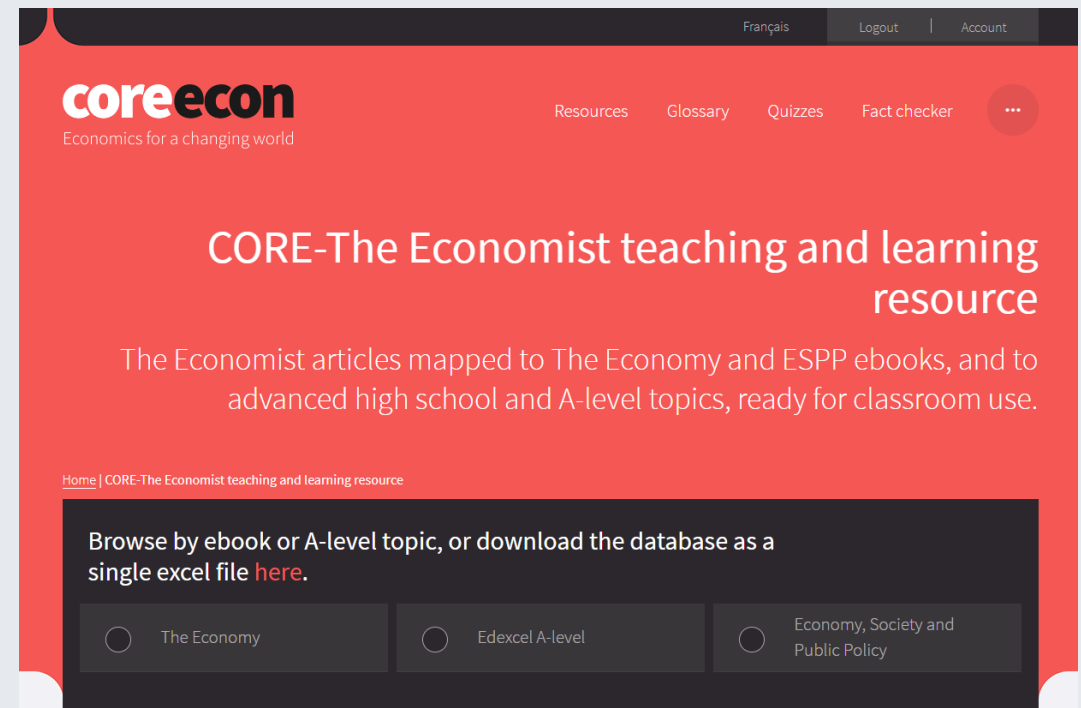 Français
Logout | Account
coreecon
Economics for a changing world
Resources Glossary Quizzes Fact checker ...
CORE-The Economist teaching and learning
resource
The Economist articles mapped to The Economy and ESPP ebooks, and to
advanced high school and A-level topics, ready for classroom use.
Home | CORE-The Economist teaching and learning resource
Browse by ebook or A-level topic, or download the database as a
single excel file here.
The Economy
Edexcel A-level
Economy, Society and
Public Policy